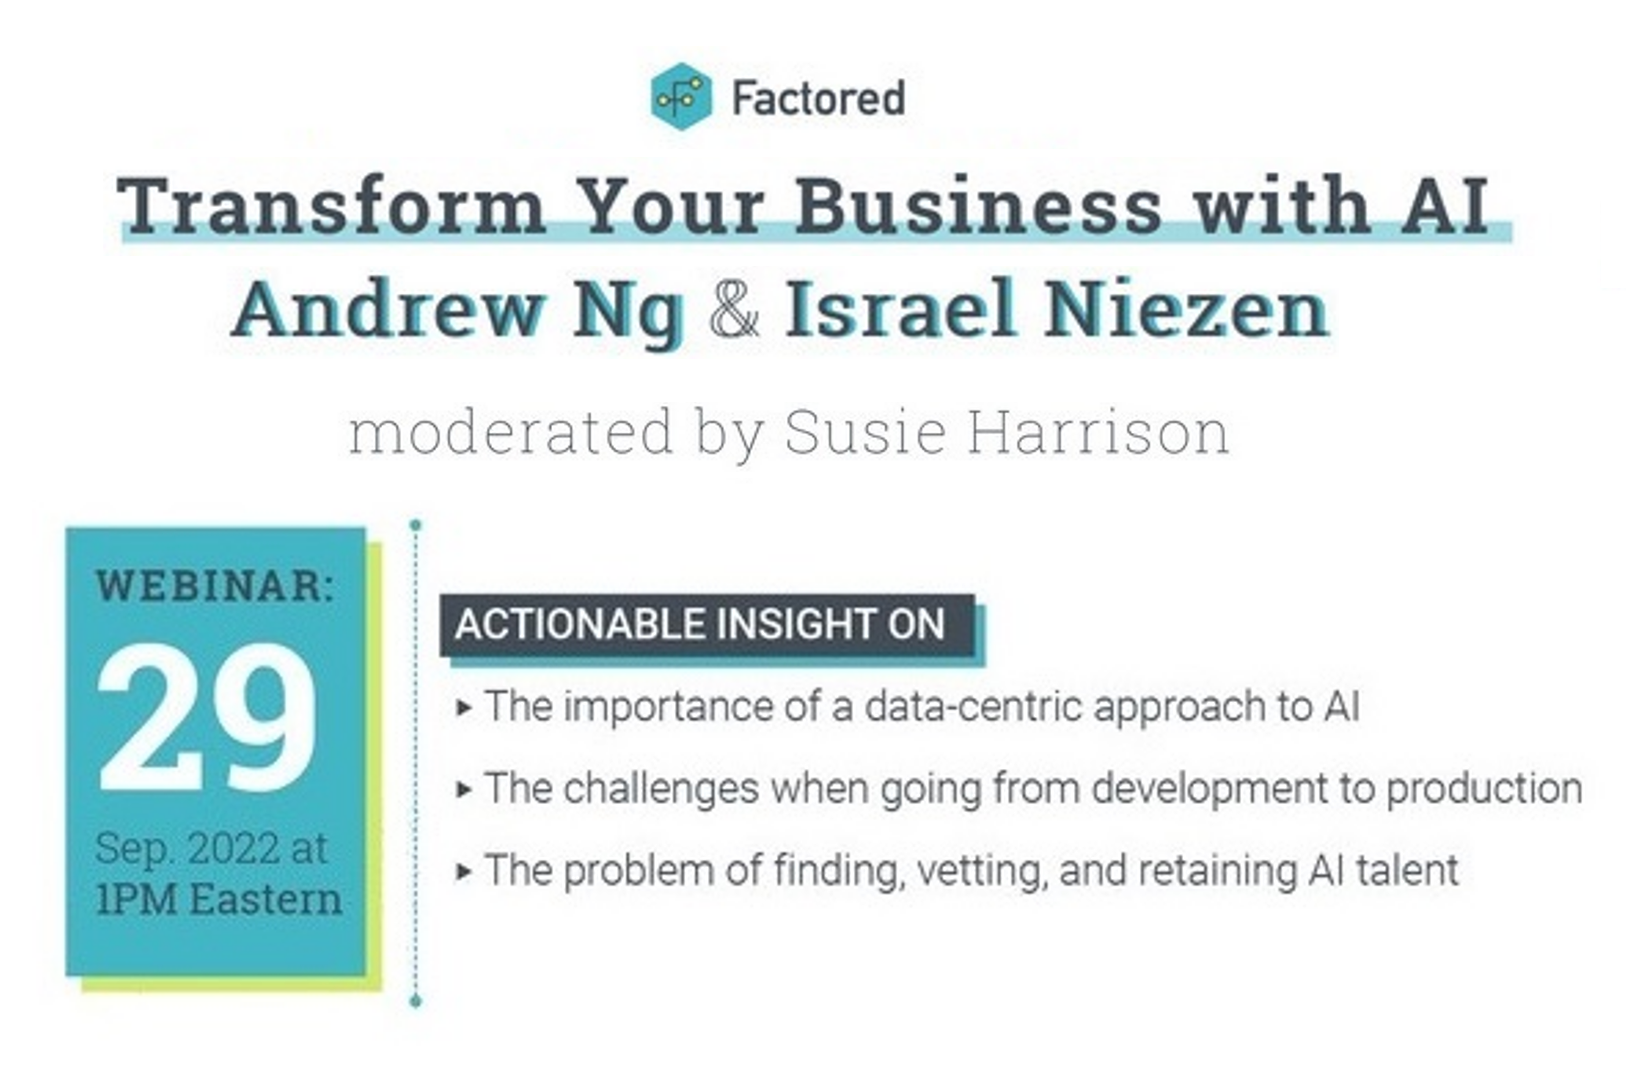 Factored
Transform Your Business with AI
Andrew Ng & Israel Niezen
moderated by Susie Harrison
WEBINAR:
29
Sep. 2022 at
1PM Eastern
ACTIONABLE INSIGHT ON
▸ The importance of a data-centric approach to AI
▸ The challenges when going from development to production
▸ The problem of finding, vetting, and retaining AI talent